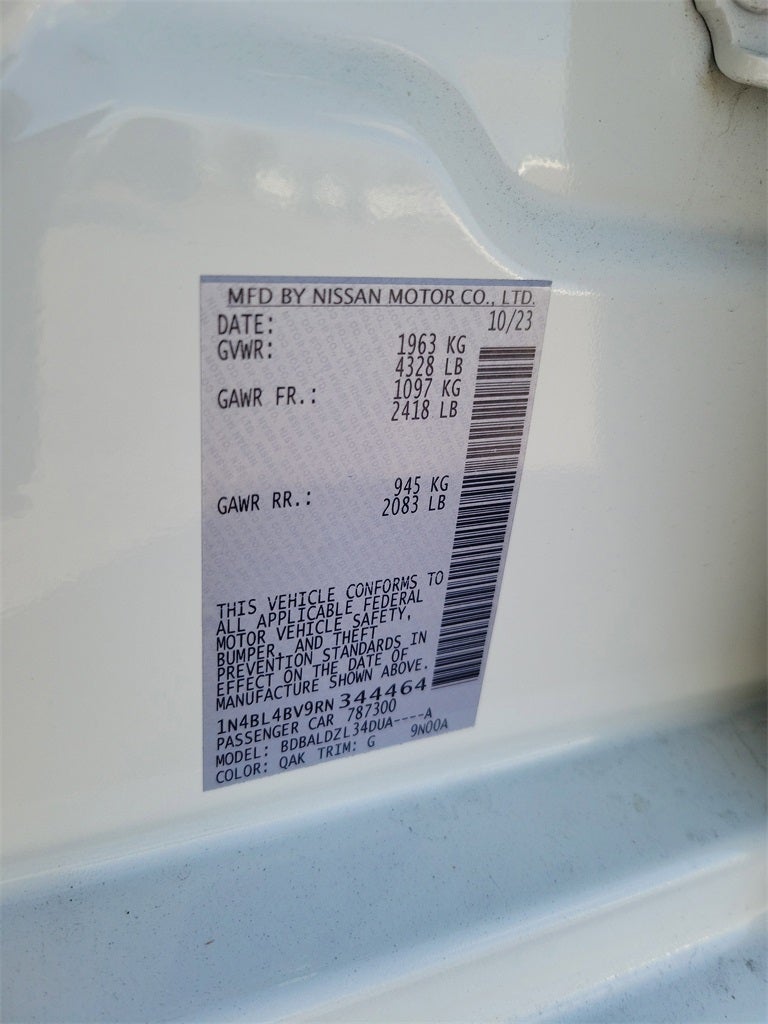 MFD BY NISSAN MOTOR CO., LTD.
DATE: 10/23
GVWR: 1963 KG
4328 LB
GAWR FR.: 1097 KG
2418 LB
GAWR RR.: 945 KG
2083 LB
THIS VEHICLE CONFORMS TO
ALL APPLICABLE FEDERAL
MOTOR VEHICLE SAFETY,
BUMPER, AND THEFT
PREVENTION STANDARDS IN
EFFECT ON THE DATE OF
MANUFACTURE SHOWN ABOVE.
1N4BL4BV9RN344464
PASSENGER CAR 787300
MODEL: BDBALDZL34DUA----A
COLOR: QAK TRIM: G 9N00A